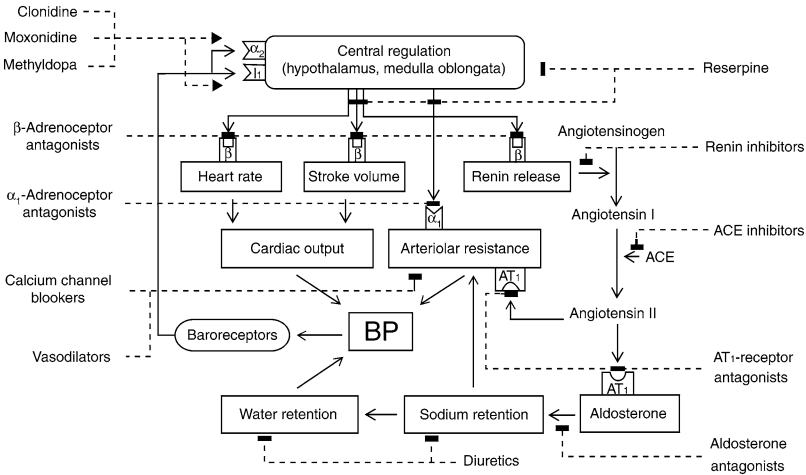 Clonidine
Moxonidine
Methyldopa
α2
I1
Central regulation
(hypothalamus, medulla oblongata)
Reserpine
β-Adrenoceptor
antagonists
β
β
β
Heart rate
Stroke volume
Renin release
Angiotensinogen
Renin inhibitors
α1-Adrenoceptor
antagonists
α1
Angiotensin I
Cardiac output
Arteriolar resistance
ACE inhibitors
ACE
AT1
Calcium channel
blookers
Angiotensin II
Baroreceptors
BP
Vasodilators
AT1-receptor
antagonists
AT1
Water retention
Sodium retention
Aldosterone
Diuretics
Aldosterone
antagonists